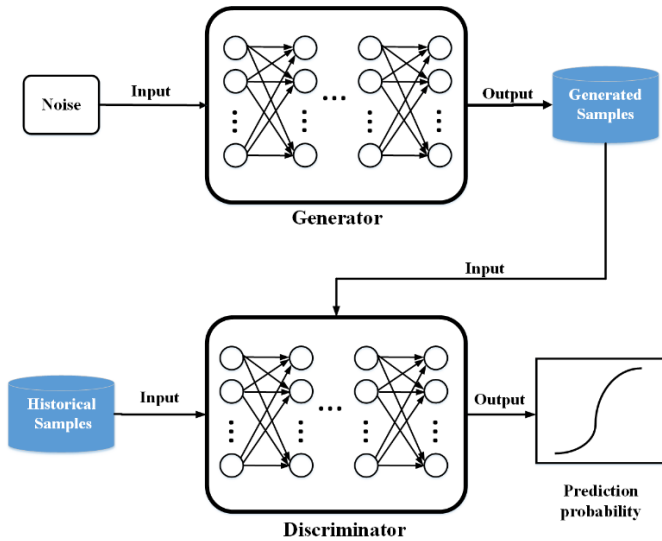 Noise
Input
Output
Generated
Samples
Generator
Input
Historical
Samples
Input
Output
Prediction
probability
Discriminator